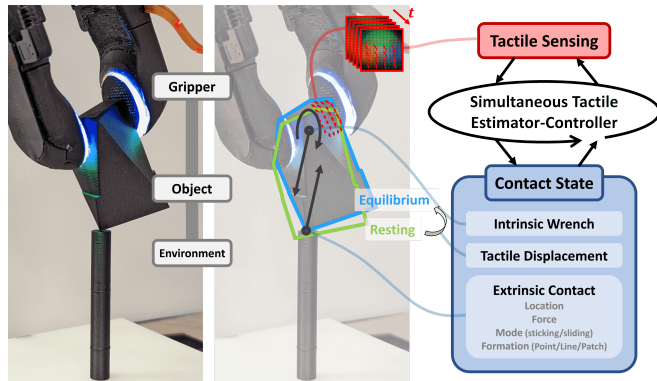 Gripper
Object
Environment
t
Equilibrium
Resting
Tactile Sensing
Simultaneous Tactile
Estimator-Controller
Contact State
Intrinsic Wrench
Tactile Displacement
Extrinsic Contact
Location
Force
Mode (sticking/sliding)
Formation (Point/Line/Patch)